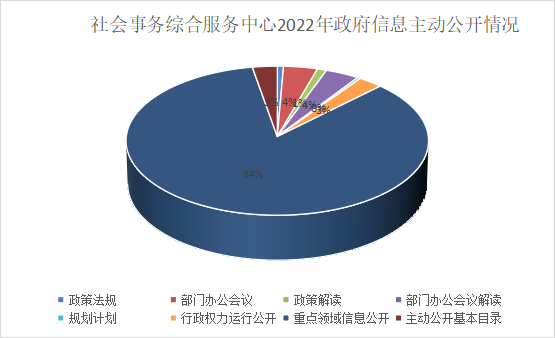 社会事务综合服务中心2022年政府信息主动公开情况
4%
1%
4%
3%
84%
政策法规
部门办公会议
政策解读
部门办公会议解读
规划计划
行政权力运行公开
重点领域信息公开
主动公开基本目录